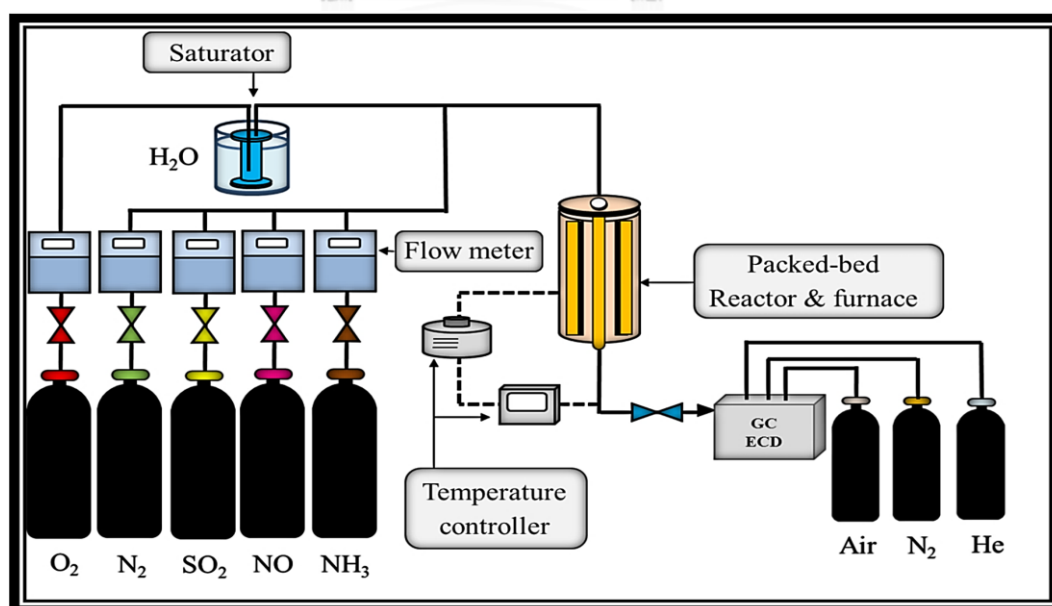 Saturator
H₂O
Flow meter
Packed-bed
Reactor & furnace
GC
ECD
Temperature
controller
O₂ N₂ SO₂ NO NH₃
Air N₂ He